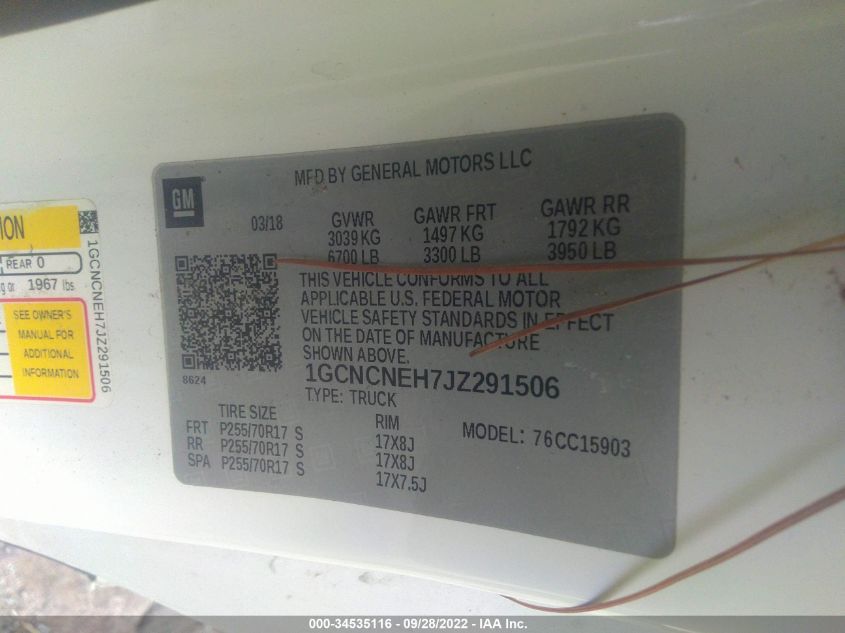 MFD BY GENERAL MOTORS LLC
GM
03/18
GVWR GAWR FRT GAWR RR
3039 KG 1497 KG 1792 KG
6700 LB 3300 LB 3950 LB
THIS VEHICLE CONFORMS TO ALL
APPLICABLE U.S. FEDERAL MOTOR
VEHICLE SAFETY STANDARDS IN EFFECT
ON THE DATE OF MANUFACTURE
SHOWN ABOVE.
8624
1GCNCNEH7JZ291506
TYPE: TRUCK
TIRE SIZE RIM
FRT P255/70R17 S 17X8J
RR P255/70R17 S 17X8J
SPA P255/70R17 S 17X7.5J
MODEL: 76CC15903
REAR 0
or 1967 lbs
SEE OWNER'S
MANUAL FOR
ADDITIONAL
INFORMATION
1GCNCNEH7JZ291506
000-34535116 - 09/28/2022 - IAA Inc.